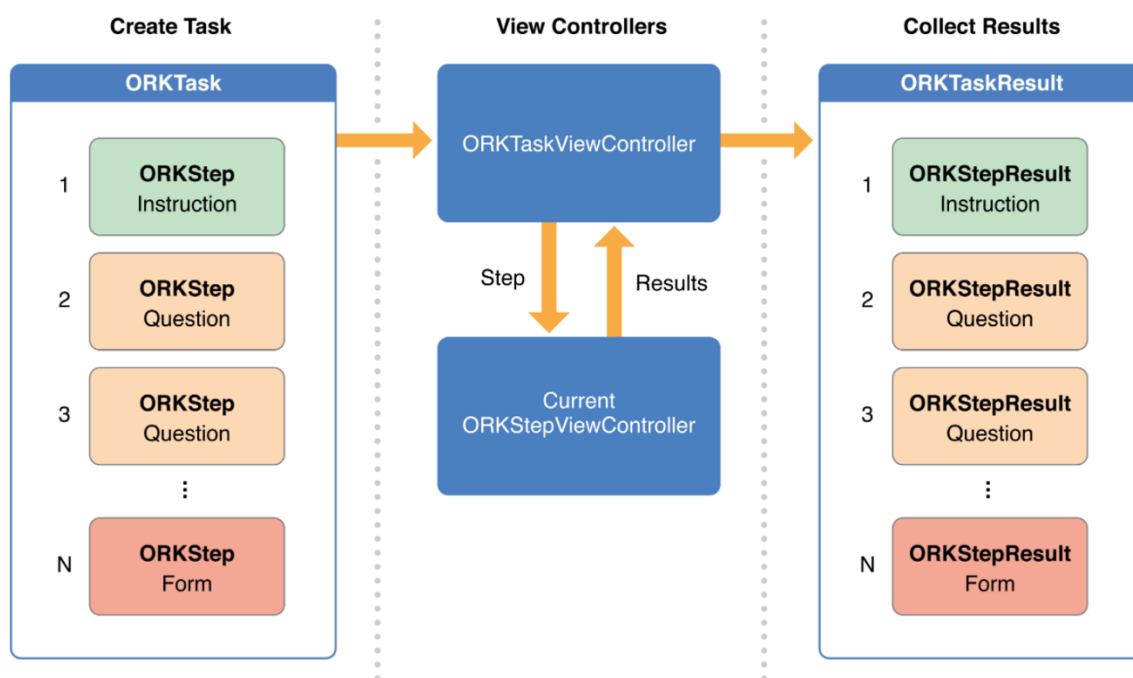 Create Task
ORKTask
1
ORKStep
Instruction
2
ORKStep
Question
3
ORKStep
Question
⋮
N
ORKStep
Form
View Controllers
ORKTaskViewController
Step
Results
Current
ORKStepViewController
Collect Results
ORKTaskResult
1
ORKStepResult
Instruction
2
ORKStepResult
Question
3
ORKStepResult
Question
⋮
N
ORKStepResult
Form